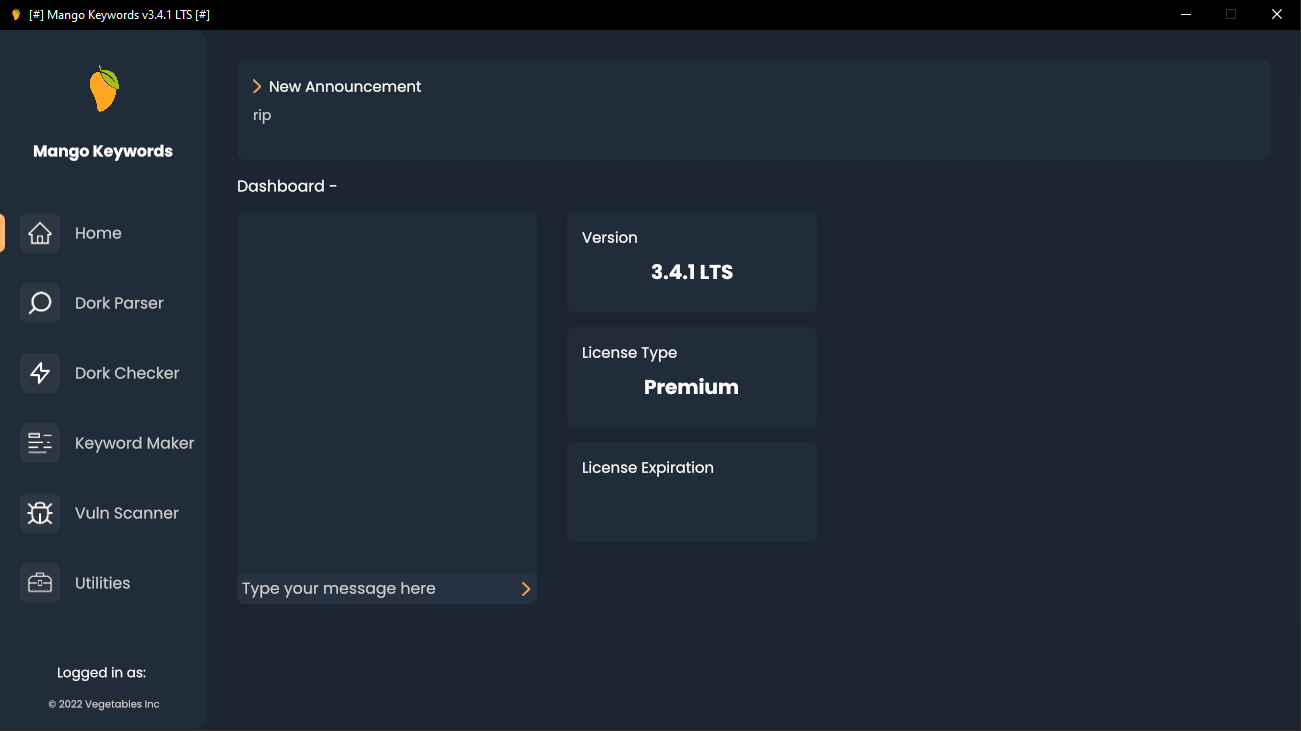 [#] Mango Keywords v3.4.1 LTS [#]
Mango Keywords
Home
Dork Parser
Dork Checker
Keyword Maker
Vuln Scanner
Utilities
Logged in as:
© 2022 Vegetables Inc
New Announcement
rip
Dashboard -
Type your message here
Version
3.4.1 LTS
License Type
Premium
License Expiration